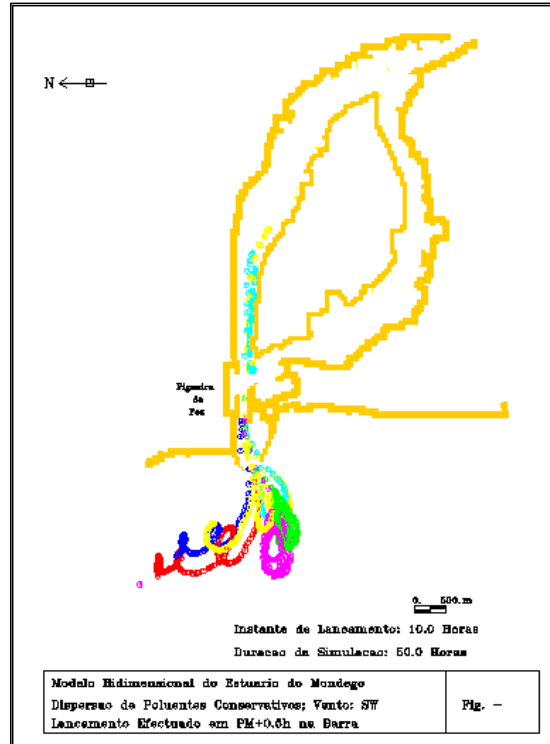 N
Figueira
da
Foz
0. 500.m
Instante de Lancamento: 10.0 Horas
Duracao da Simulacao: 50.0 Horas
Modelo Bidimensional do Estuario do Mondego
Dispersao de Poluentes Conservativos; Vento: SW
Lancamento Efectuado em PM+0.5h na Barra
Fig. -